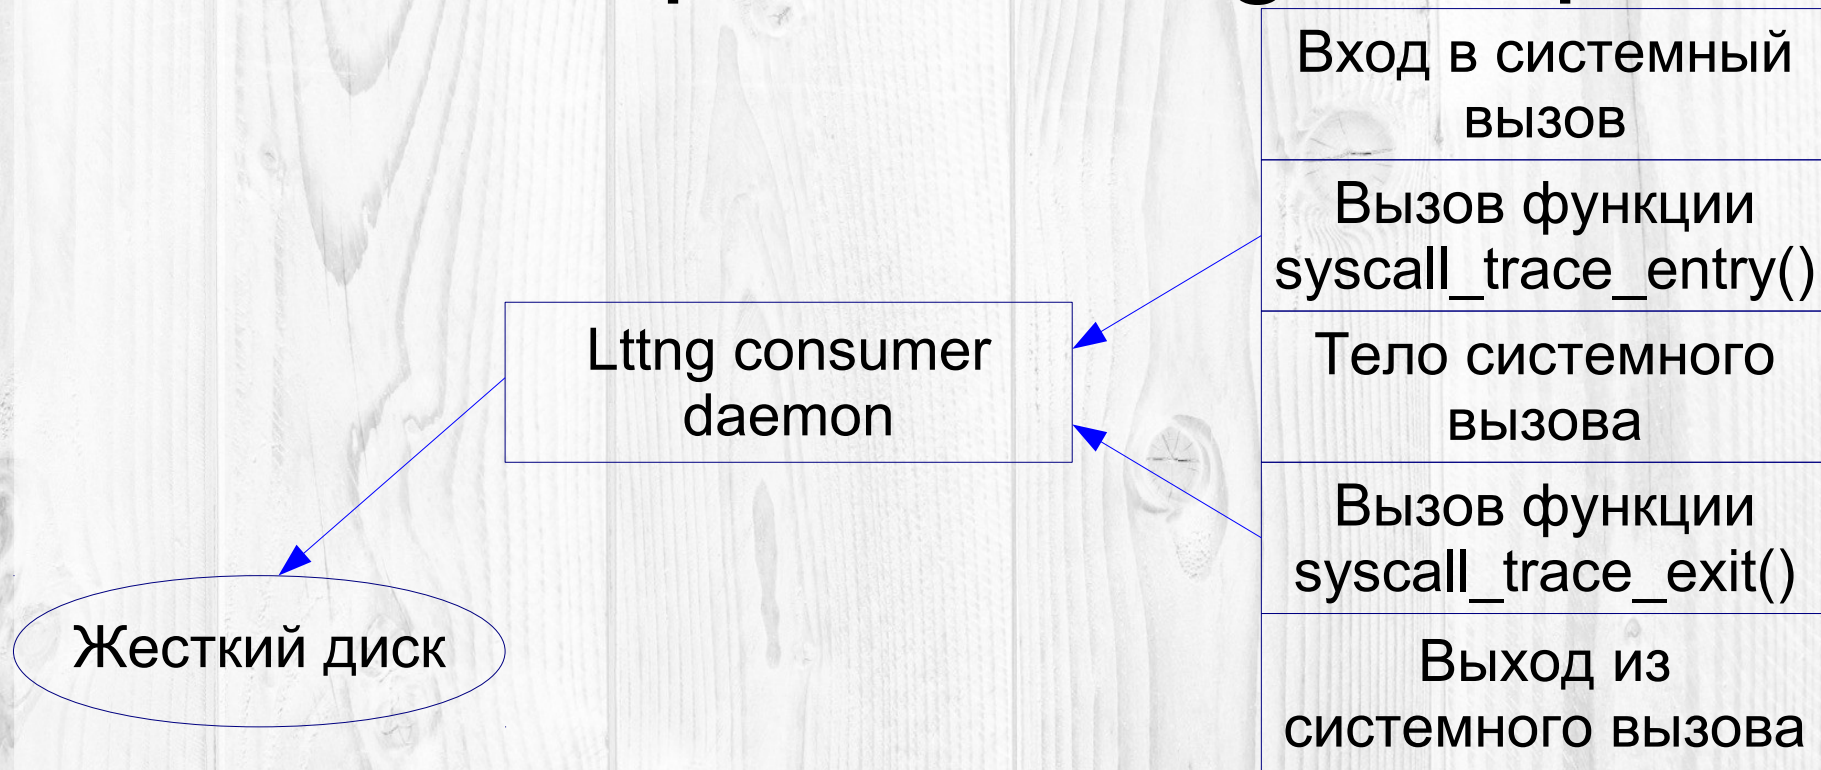 Вход в системный
вызов
Вызов функции
syscall_trace_entry()
Lttng consumer
daemon
Тело системного
вызова
Вызов функции
syscall_trace_exit()
Жесткий диск
Выход из
системного вызова